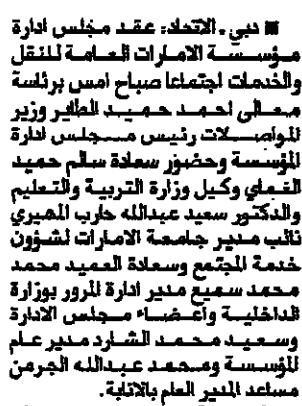 ■ دبي ـ الاتحاد: عقد مجلس ادارة
مؤسسة الامارات العامة للنقل
والخدمات اجتماعا صباح امس برئاسة
معالى احمد حميد الطاير وزير
المواصلات رئيس مجلس ادارة
المؤسسة وحضور سعادة سالم حميد
الغماي وكيل وزارة التربية والتعليم
والدكتور سعيد عبدالله حارب المهيري
نائب مدير جامعة الامارات لشؤون
خدمة المجتمع وسعادة العميد محمد
محمد سميع مدير ادارة المرور بوزارة
الداخلية وأعضاء مجلس الادارة
وسعيد محمد الشارد مدير عام
المؤسسة ومحمد عبدالله الجرمن
مساعد المدير العام بالانابة.